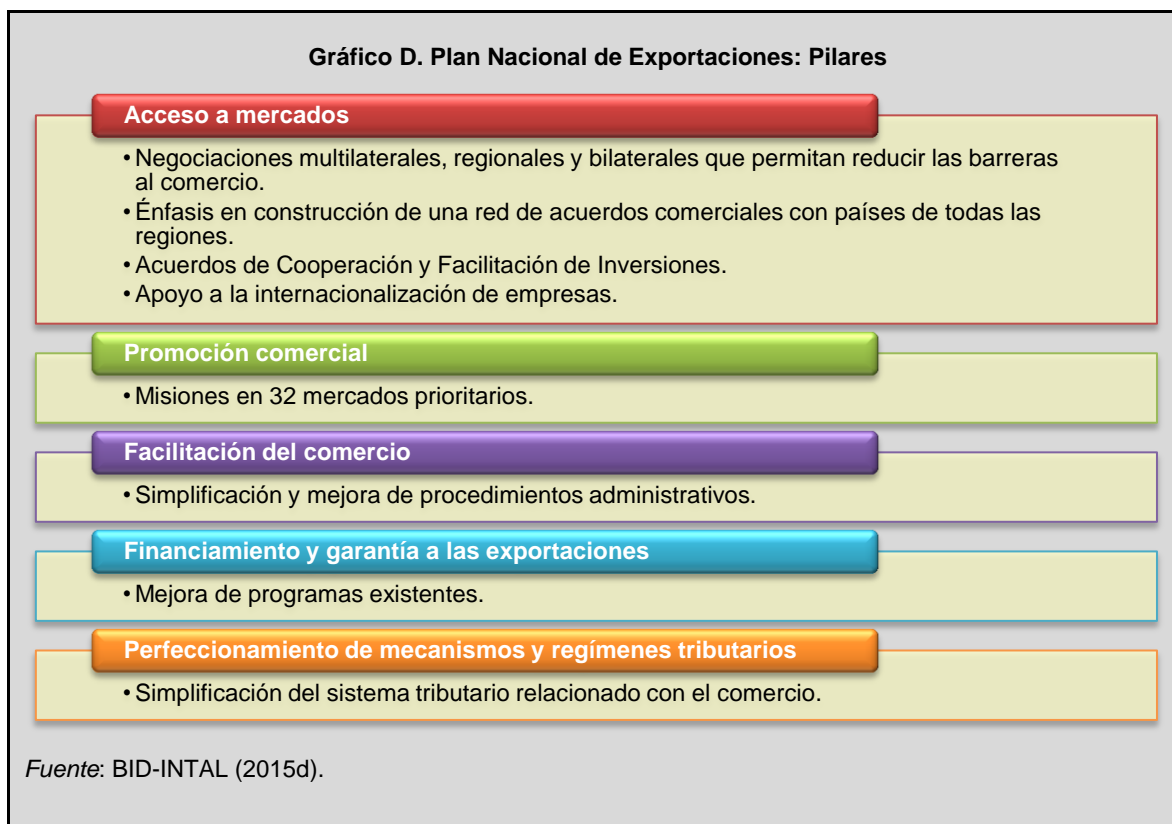 Gráfico D. Plan Nacional de Exportaciones: Pilares
Acceso a mercados
• Negociaciones multilaterales, regionales y bilaterales que permitan reducir las barreras
al comercio.
• Énfasis en construcción de una red de acuerdos comerciales con países de todas las
regiones.
• Acuerdos de Cooperación y Facilitación de Inversiones.
• Apoyo a la internacionalización de empresas.
Promoción comercial
• Misiones en 32 mercados prioritarios.
Facilitación del comercio
• Simplificación y mejora de procedimientos administrativos.
Financiamiento y garantía a las exportaciones
• Mejora de programas existentes.
Perfeccionamiento de mecanismos y regímenes tributarios
• Simplificación del sistema tributario relacionado con el comercio.
Fuente: BID-INTAL (2015d).